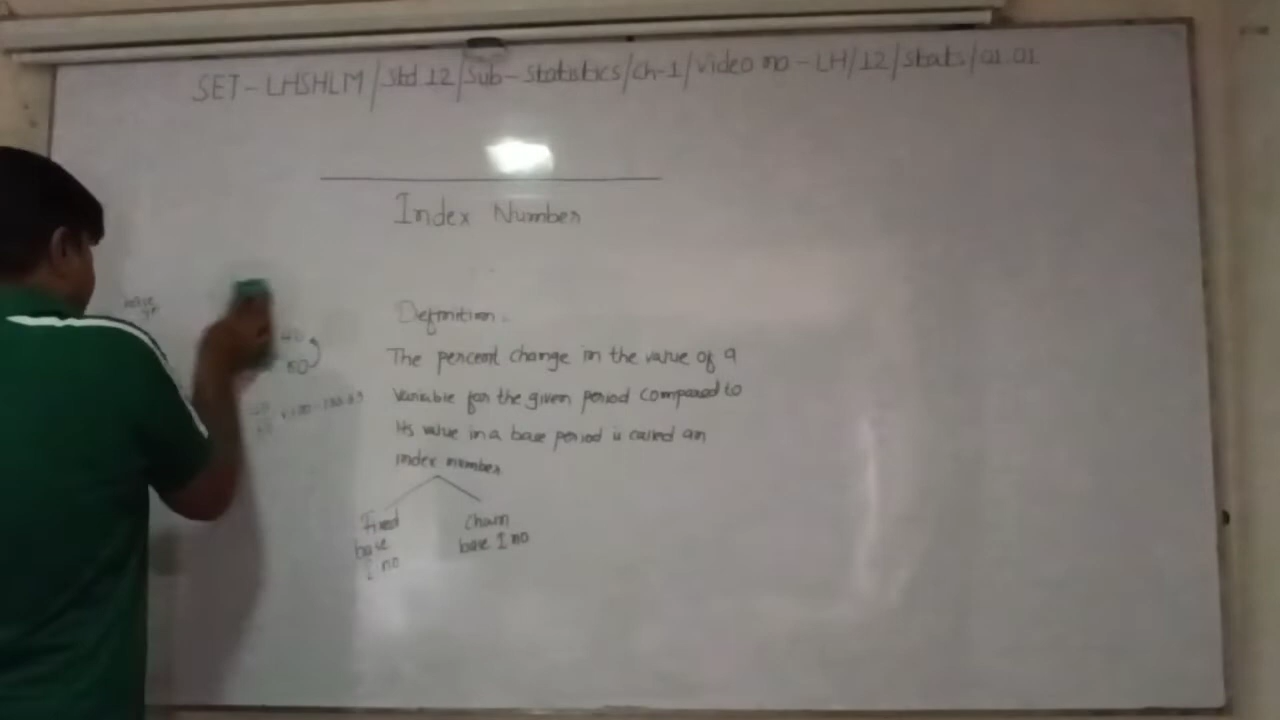 SET-LHSHLM/Std 12/Sub-Statistics/Ch-1/Video no-LH/12/Stats/01.01
Index Number
Definition.
The percent change in the value of a
variable for the given period compared to
its value in a base period is called an
index number
Fixed
base
I no
Chain
base I no